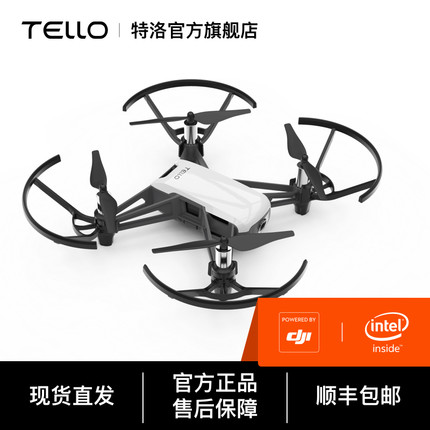 TELLO | 特洛官方旗舰店
TELLO
POWERED BY
dji
intel
inside™
现货直发
官方正品
售后保障
顺丰包邮